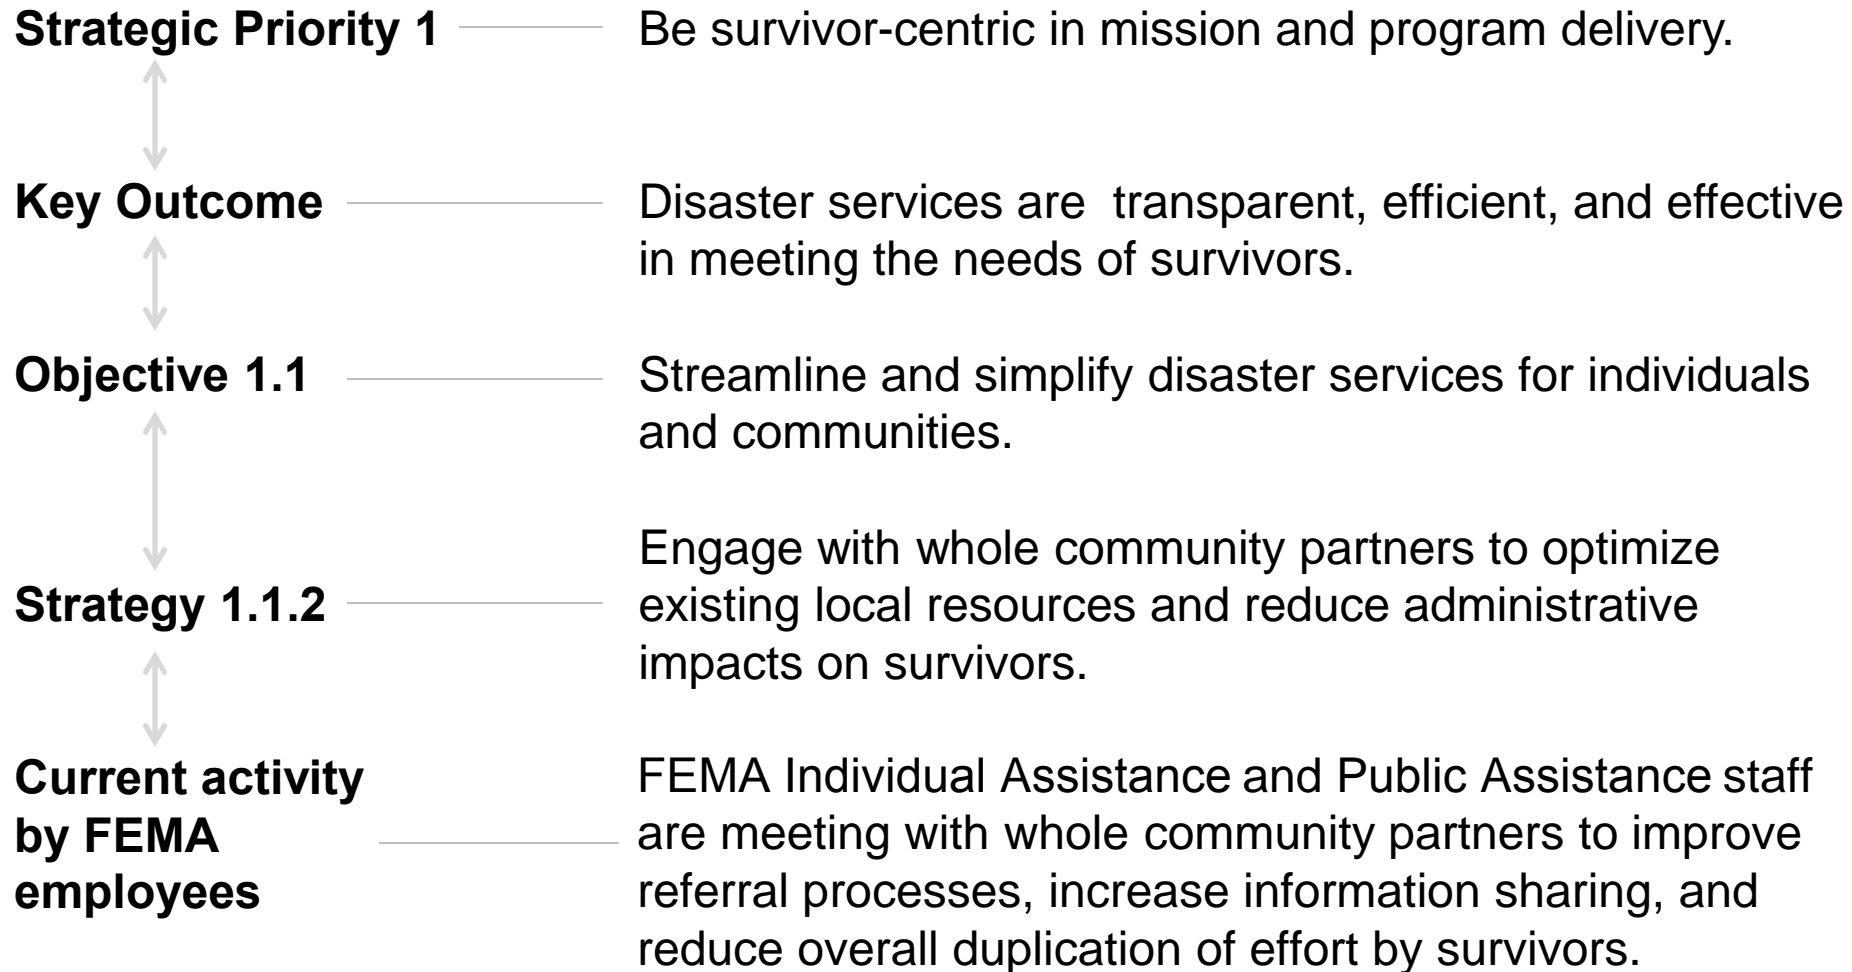 Strategic Priority 1
Be survivor-centric in mission and program delivery.
Key Outcome
Disaster services are  transparent, efficient, and effective
in meeting the needs of survivors.
Objective 1.1
Streamline and simplify disaster services for individuals
and communities.
Strategy 1.1.2
Engage with whole community partners to optimize
existing local resources and reduce administrative
impacts on survivors.
Current activity
by FEMA
employees
FEMA Individual Assistance and Public Assistance staff
are meeting with whole community partners to improve
referral processes, increase information sharing, and
reduce overall duplication of effort by survivors.